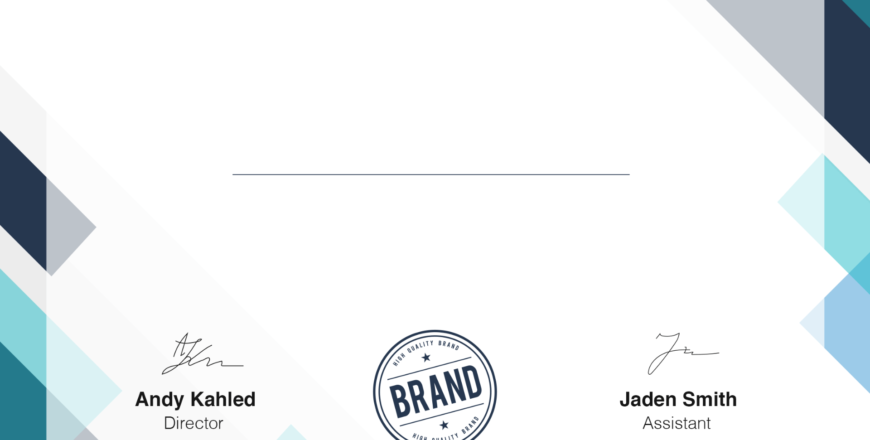 HIGH QUALITY BRAND
BRAND
HIGH QUALITY BRAND
Andy Kahled
Jaden Smith
Director
Assistant